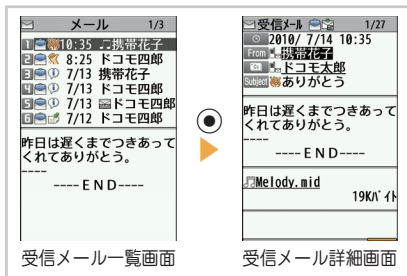 メール 1/3
1 10:35 ♫携帯花子
2 8:25 ドコモ四郎
3 7/13 携帯花子
4 7/13 ドコモ四郎
5 7/13 ドコモ四郎
6 7/12 ドコモ四郎
昨日は遅くまでつきあって
くれてありがとう。
----
----END----
受信メール一覧画面
受信メール 1/27
2010/ 7/14 10:35
From 携帯花子
To ドコモ太郎
Subject ありがとう
昨日は遅くまでつきあって
くれてありがとう。
----
----END----
♫Melody.mid
19Kバイト
受信メール詳細画面